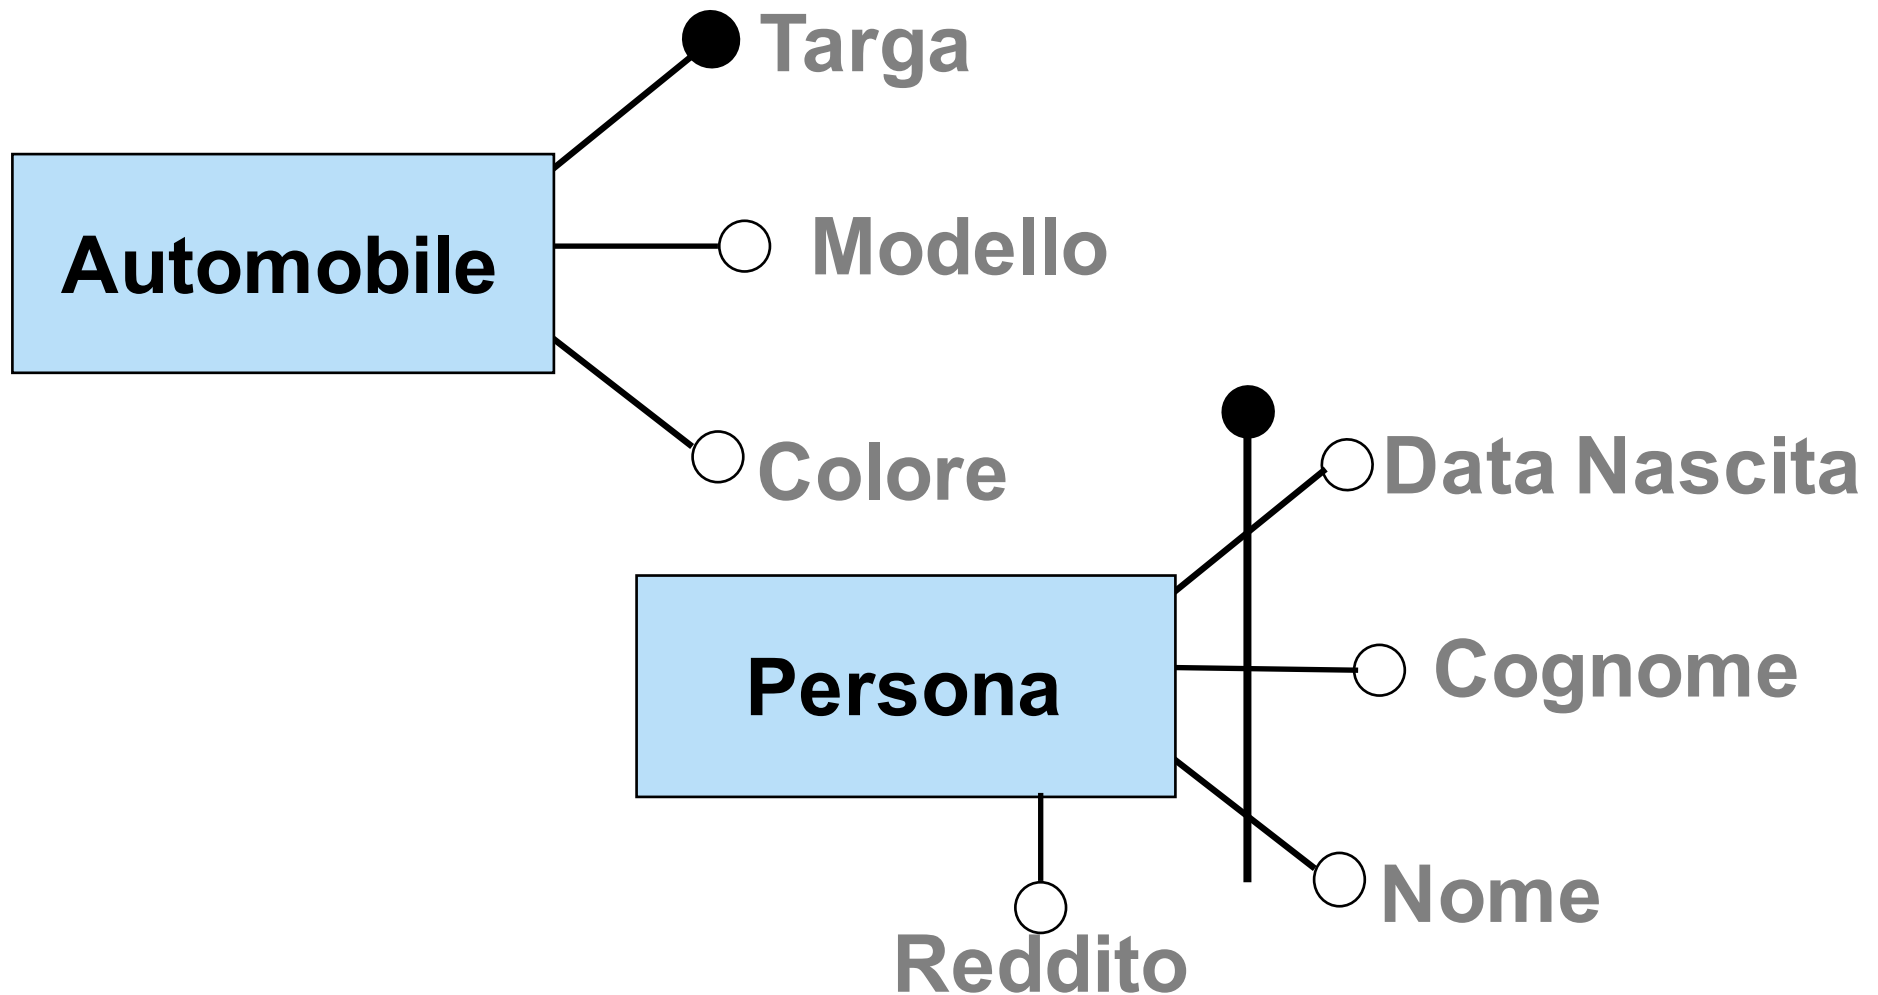 Targa
Automobile
Modello
Colore
Data Nascita
Persona
Cognome
Nome
Reddito